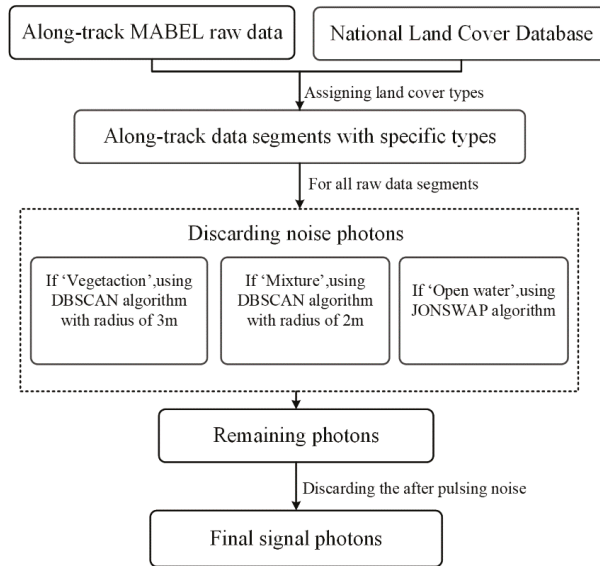 Along-track MABEL raw data
National Land Cover Database
Assigning land cover types
Along-track data segments with specific types
For all raw data segments
Discarding noise photons
If ‘Vegetaction’,using
DBSCAN algorithm
with radius of 3m
If ‘Mixture’,using
DBSCAN algorithm
with radius of 2m
If ‘Open water’,using
JONSWAP algorithm
Remaining photons
Discarding the after pulsing noise
Final signal photons